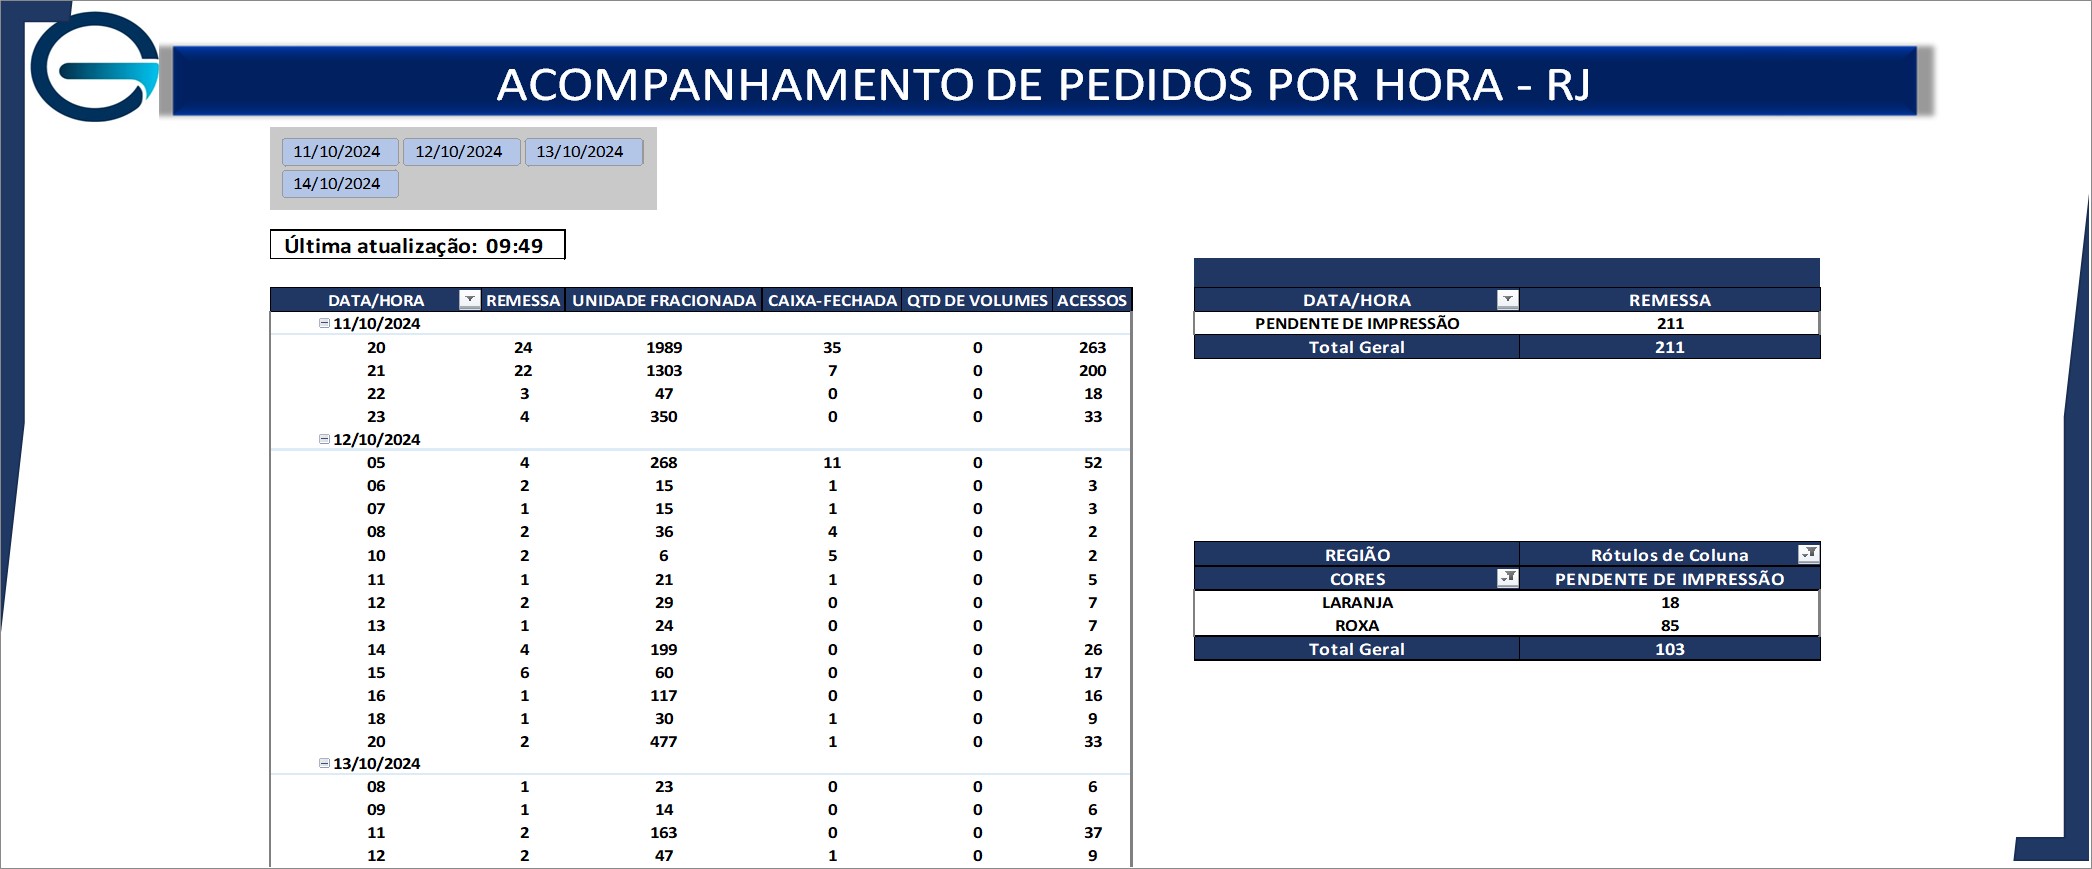 ACOMPANHAMENTO DE PEDIDOS POR HORA - RJ
11/10/2024 12/10/2024 13/10/2024
14/10/2024
Última atualização: 09:49
DATA/HORA REMESSA UNIDADE FRACIONADA CAIXA-FECHADA QTD DE VOLUMES ACESSOS
11/10/2024
20 24 1989 35 0 263
21 22 1303 7 0 200
22 3 47 0 0 18
23 4 350 0 0 33
12/10/2024
05 4 268 11 0 52
06 2 15 1 0 3
07 1 15 1 0 3
08 2 36 4 0 2
10 2 6 5 0 2
11 1 21 1 0 5
12 2 29 0 0 7
13 1 24 0 0 7
14 4 199 0 0 26
15 6 60 0 0 17
16 1 117 0 0 16
18 1 30 1 0 9
20 2 477 1 0 33
13/10/2024
08 1 23 0 0 6
09 1 14 0 0 6
11 2 163 0 0 37
12 2 47 1 0 9
DATA/HORA REMESSA
PENDENTE DE IMPRESSÃO 211
Total Geral 211
REGIÃO Rótulos de Coluna
CORES PENDENTE DE IMPRESSÃO
LARANJA 18
ROXA 85
Total Geral 103